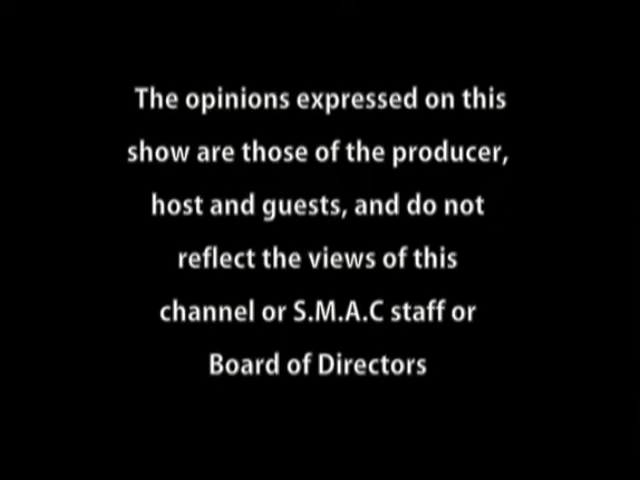 The opinions expressed on this
show are those of the producer,
host and guests, and do not
reflect the views of this
channel or S.M.A.C staff or
Board of Directors